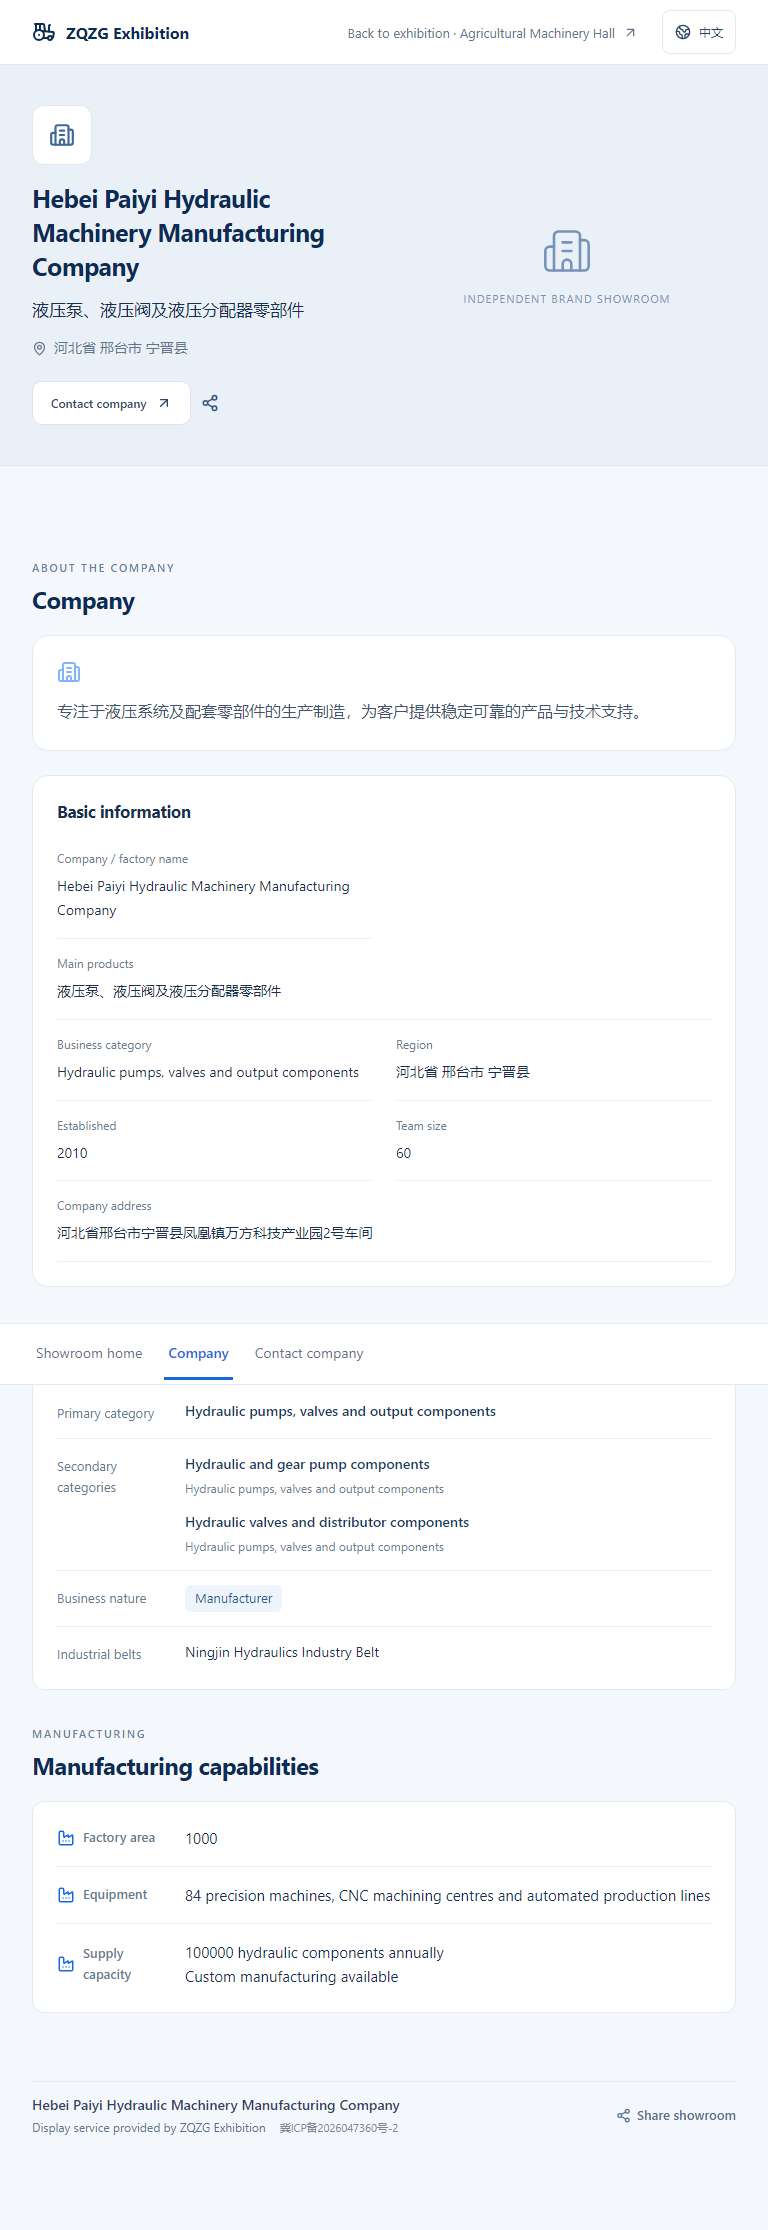 ZQZG Exhibition
Back to exhibition · Agricultural Machinery Hall
中文
Hebei Paiyi Hydraulic
Machinery Manufacturing
Company
液压泵、液压阀及液压分配器零部件
河北省 邢台市 宁晋县
Contact company
INDEPENDENT BRAND SHOWROOM
ABOUT THE COMPANY
Company
专注于液压系统及配套零部件的生产制造，为客户提供稳定可靠的产品与技术支持。
Basic information
Company / factory name
Hebei Paiyi Hydraulic Machinery Manufacturing
Company
Main products
液压泵、液压阀及液压分配器零部件
Business category
Hydraulic pumps, valves and output components
Region
河北省 邢台市 宁晋县
Established
2010
Team size
60
Company address
河北省邢台市宁晋县凤凰镇万方科技产业园2号车间
Showroom home
Company
Contact company
Primary category
Hydraulic pumps, valves and output components
Secondary
categories
Hydraulic and gear pump components
Hydraulic pumps, valves and output components
Hydraulic valves and distributor components
Hydraulic pumps, valves and output components
Business nature
Manufacturer
Industrial belts
Ningjin Hydraulics Industry Belt
MANUFACTURING
Manufacturing capabilities
Factory area
1000
Equipment
84 precision machines, CNC machining centres and automated production lines
Supply
capacity
100000 hydraulic components annually
Custom manufacturing available
Hebei Paiyi Hydraulic Machinery Manufacturing Company
Display service provided by ZQZG Exhibition
冀ICP备2026047360号-2
Share showroom